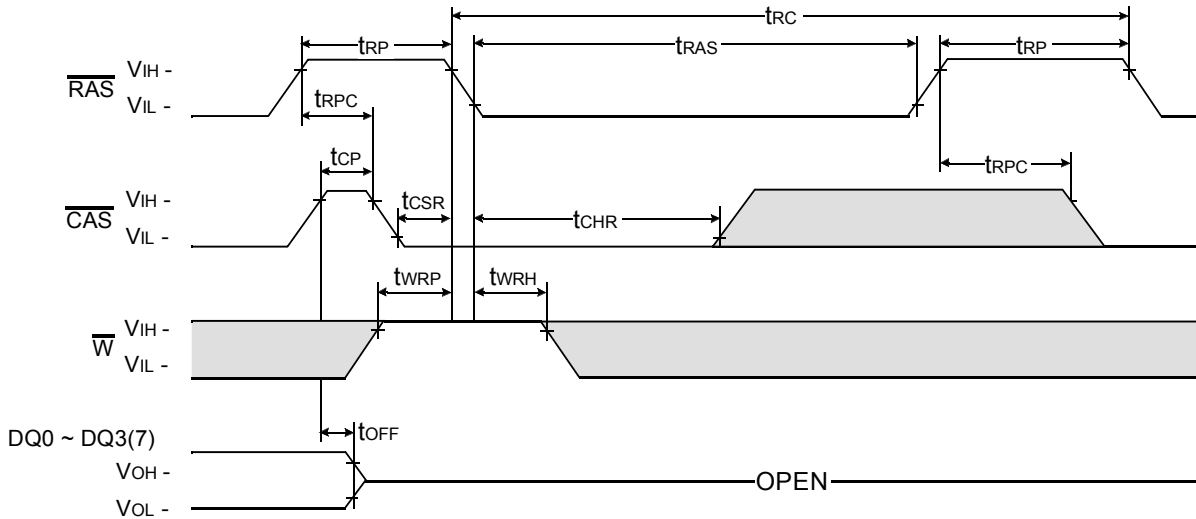 tRC
tRP tRAS tRP
RAS VIH -
VIL -
tRPC
tCP tRPC
CAS VIH -
VIL -
tCSR tCHR
tWRP tWRH
W VIH -
VIL -
DQ0 ~ DQ3(7) tOFF
VOH -
VOL -
OPEN